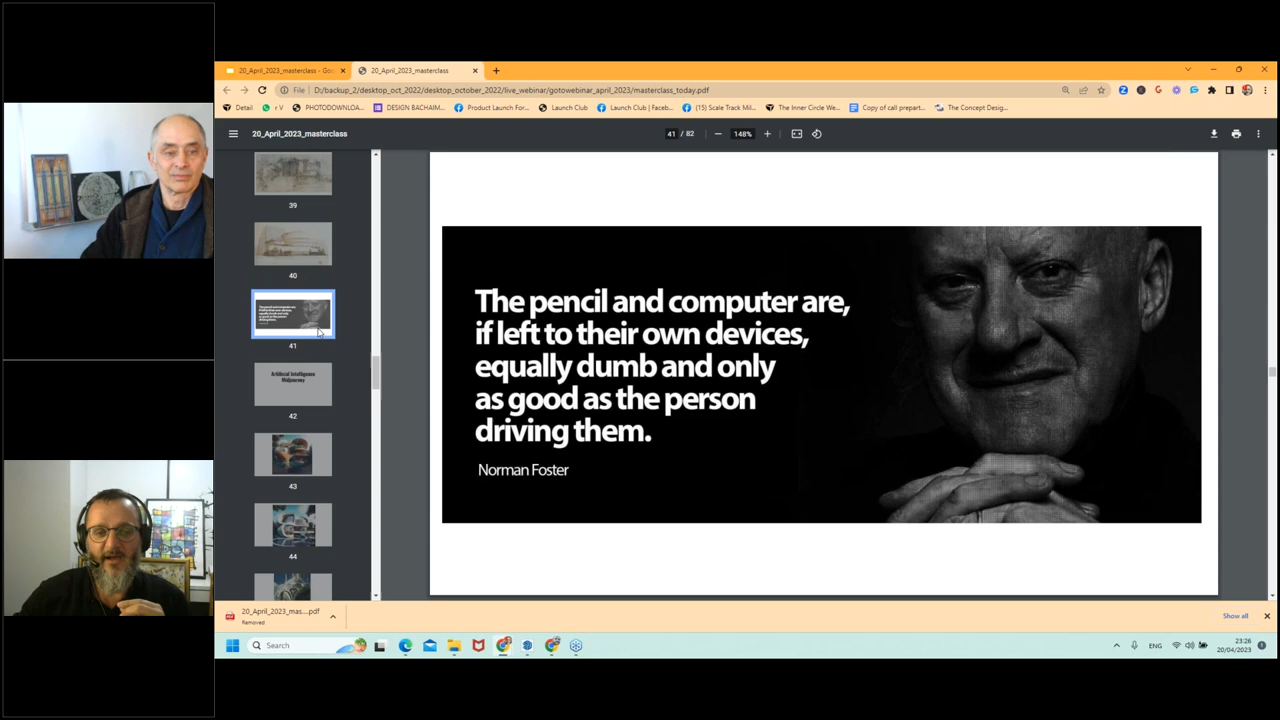 20_April_2023_masterclass - Go
20_April_2023_masterclass
File
D:/backup_2/desktop_oct_2022/desktop_october_2022/live_webinar/gotowebinar_april_2023/masterclass_today.pdf
Detail
r V
PHOTODOWNLOA...
DESIGN BACHAIM...
Product Launch For...
Launch Club
Launch Club | Faceb...
(15) Scale Track Mil...
The Inner Circle We...
Copy of call prepart...
The Concept Desig...
20_April_2023_masterclass
41 / 82
148%
39
40
41
Artificial Intelligence
Midjourney
42
43
44
The pencil and computer are,
if left to their own devices,
equally dumb and only
as good as the person
driving them.
Norman Foster
20_April_2023_mas....pdf
Removed
Show all
Search
ENG
23:26
20/04/2023